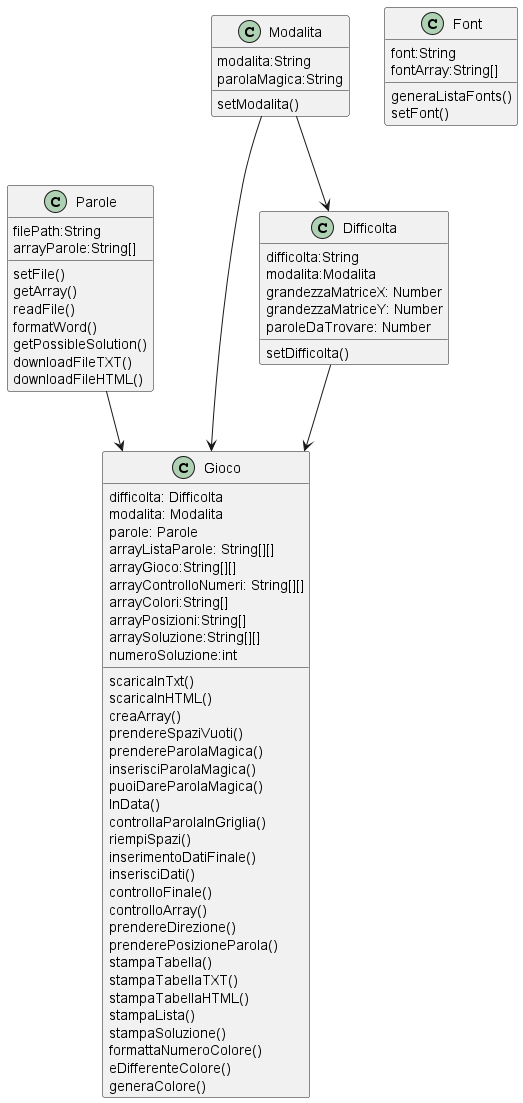 C Modalita
modalita:String
parolaMagica:String
setModalita()
C Font
font:String
fontArray:String[]
generaListaFonts()
setFont()
C Parole
filePath:String
arrayParole:String[]
setFile()
getArray()
readFile()
formatWord()
getPossibleSolution()
downloadFileTXT()
downloadFileHTML()
C Difficolta
difficolta:String
modalita:Modalita
grandezzaMatriceX: Number
grandezzaMatriceY: Number
paroleDaTrovare: Number
setDifficolta()
C Gioco
difficolta: Difficolta
modalita: Modalita
parole: Parole
arrayListaParole: String[][]
arrayGioco:String[][]
arrayControlloNumeri: String[][]
arrayColori:String[]
arrayPosizioni:String[]
arraySoluzione:String[][]
numeroSoluzione:int
scaricaInTxt()
scaricaInHTML()
creaArray()
prendereSpaziVuoti()
prendereParolaMagica()
inserisciParolaMagica()
puoiDareParolaMagica()
InData()
controllaParolaInGriglia()
riempiSpazi()
inserimentoDatiFinale()
inserisciDati()
controlloFinale()
controlloArray()
prendereDirezione()
prenderePosizioneParola()
stampaTabella()
stampaTabellaTXT()
stampaTabellaHTML()
stampaLista()
stampaSoluzione()
formattaNumeroColore()
eDifferenteColore()
generaColore()